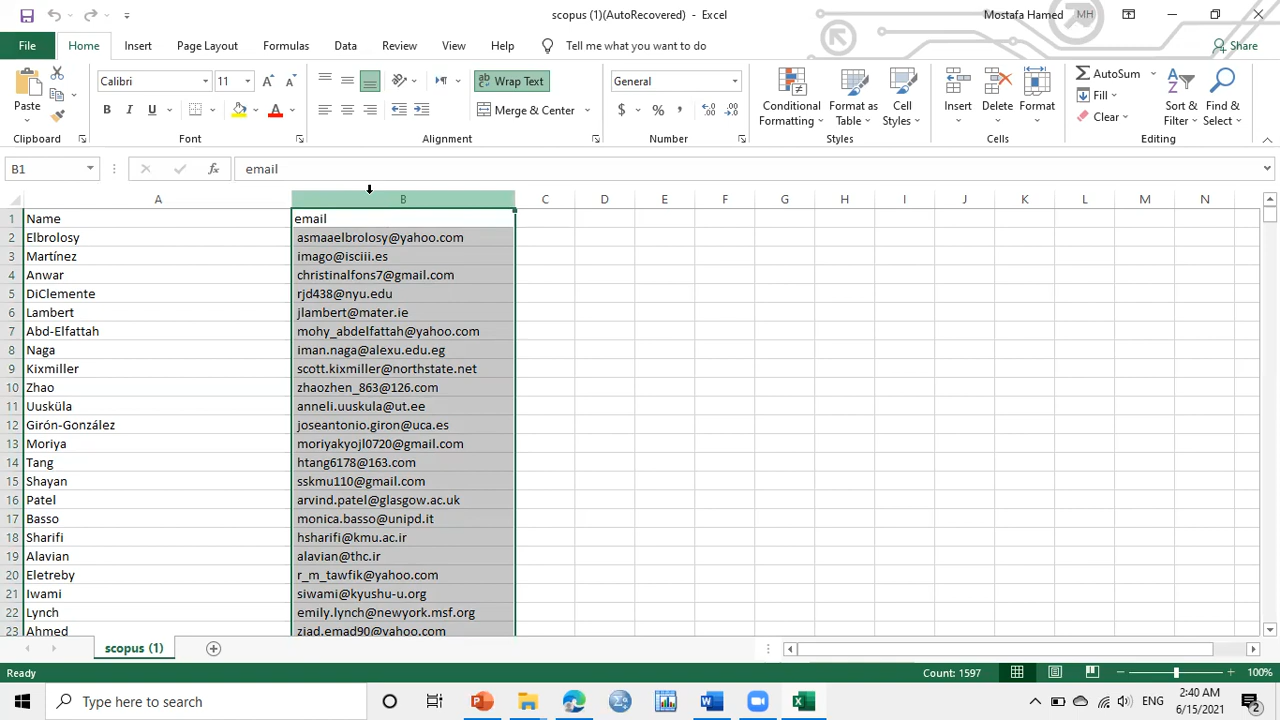 scopus (1)(AutoRecovered) - Excel
Mostafa Hamed MH
File Home Insert Page Layout Formulas Data Review View Help Tell me what you want to do Share
Paste
Clipboard
Calibri 11
B I U A
Font
ab Wrap Text
Merge & Center
Alignment
General
$ % ,
Number
Conditional Formatting
Format as Table
Cell Styles
Styles
Insert
Delete
Format
Cells
AutoSum
Fill
Clear
Sort & Filter
Find & Select
Editing
B1 fx email
A B C D E F G H I J K L M N
1 Name email
2 Elbrolosy asmaaelbrolosy@yahoo.com
3 Martínez imago@isciii.es
4 Anwar christinalfons7@gmail.com
5 DiClemente rjd438@nyu.edu
6 Lambert jlambert@mater.ie
7 Abd-Elfattah mohy_abdelfattah@yahoo.com
8 Naga iman.naga@alexu.edu.eg
9 Kixmiller scott.kixmiller@northstate.net
10 Zhao zhaozhen_863@126.com
11 Uusküla anneli.uuskula@ut.ee
12 Girón-González joseantonio.giron@uca.es
13 Moriya moriyakyojl0720@gmail.com
14 Tang htang6178@163.com
15 Shayan sskmu110@gmail.com
16 Patel arvind.patel@glasgow.ac.uk
17 Basso monica.basso@unipd.it
18 Sharifi hsharifi@kmu.ac.ir
19 Alavian alavian@thc.ir
20 Eletreby r_m_tawfik@yahoo.com
21 Iwami siwami@kyushu-u.org
22 Lynch emily.lynch@newyork.msf.org
23 Ahmed ziad.emad90@yahoo.com
scopus (1)
Ready Count: 1597 100%
Type here to search
ENG
2:40 AM
6/15/2021
2